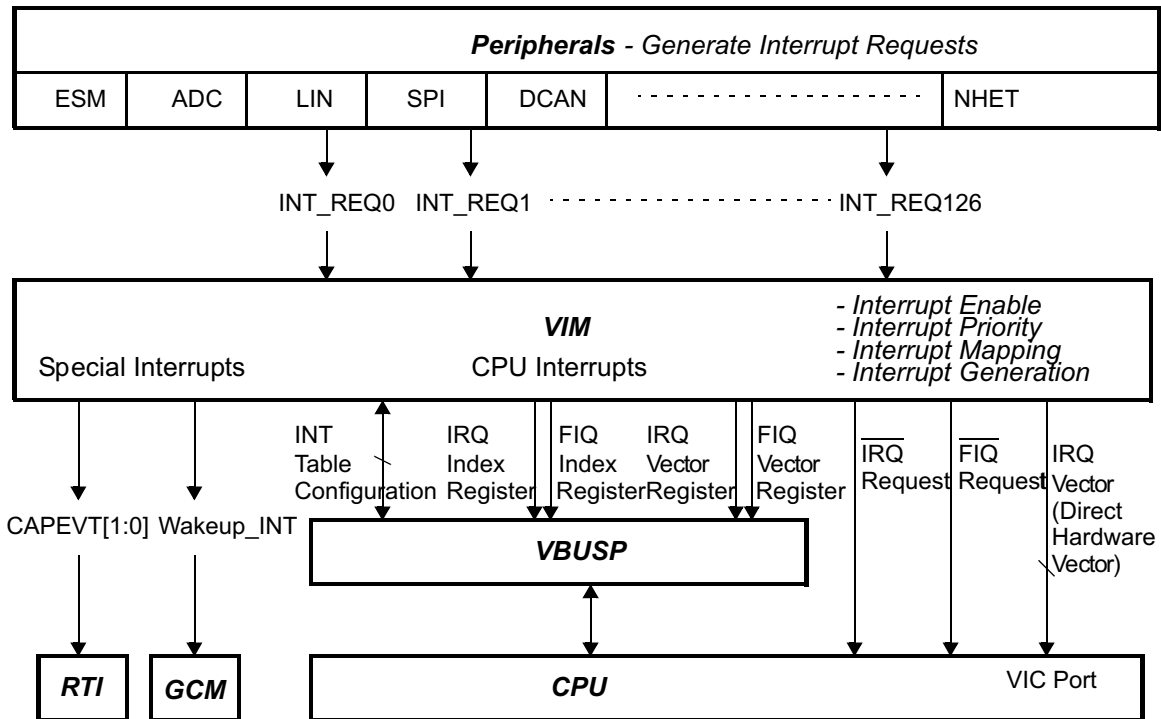 Peripherals - Generate Interrupt Requests
ESM ADC LIN SPI DCAN NHET
INT_REQ0 INT_REQ1 INT_REQ126
VIM
- Interrupt Enable
- Interrupt Priority
- Interrupt Mapping
- Interrupt Generation
Special Interrupts
CPU Interrupts
INT
Table
Configuration
IRQ
Index
Register
FIQ
Index
Register
IRQ
Vector
Register
FIQ
Vector
Register
IRQ
Request
FIQ
Request
IRQ
Vector
(Direct
Hardware
Vector)
CAPEVT[1:0] Wakeup_INT
VBUSP
RTI
GCM
CPU
VIC Port